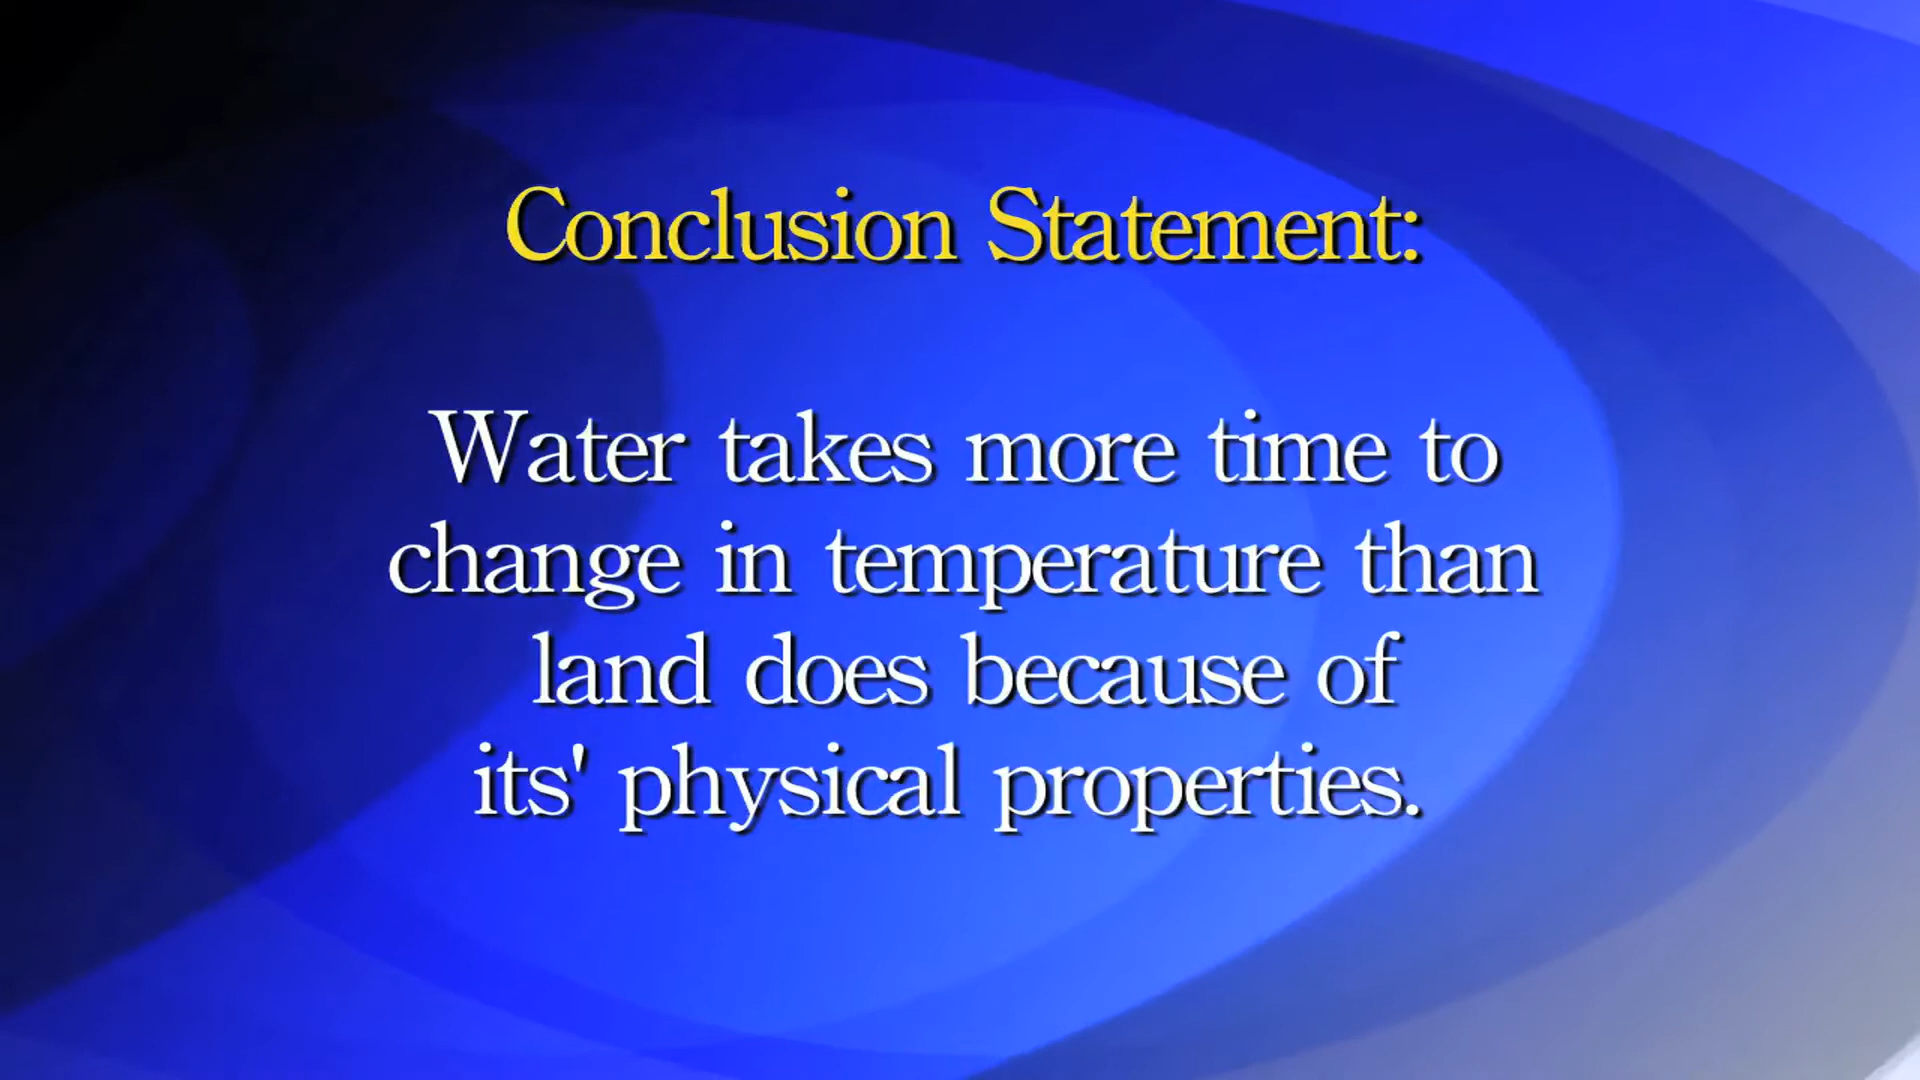 Conclusion Statement:
Water takes more time to
change in temperature than
land does because of
its' physical properties.